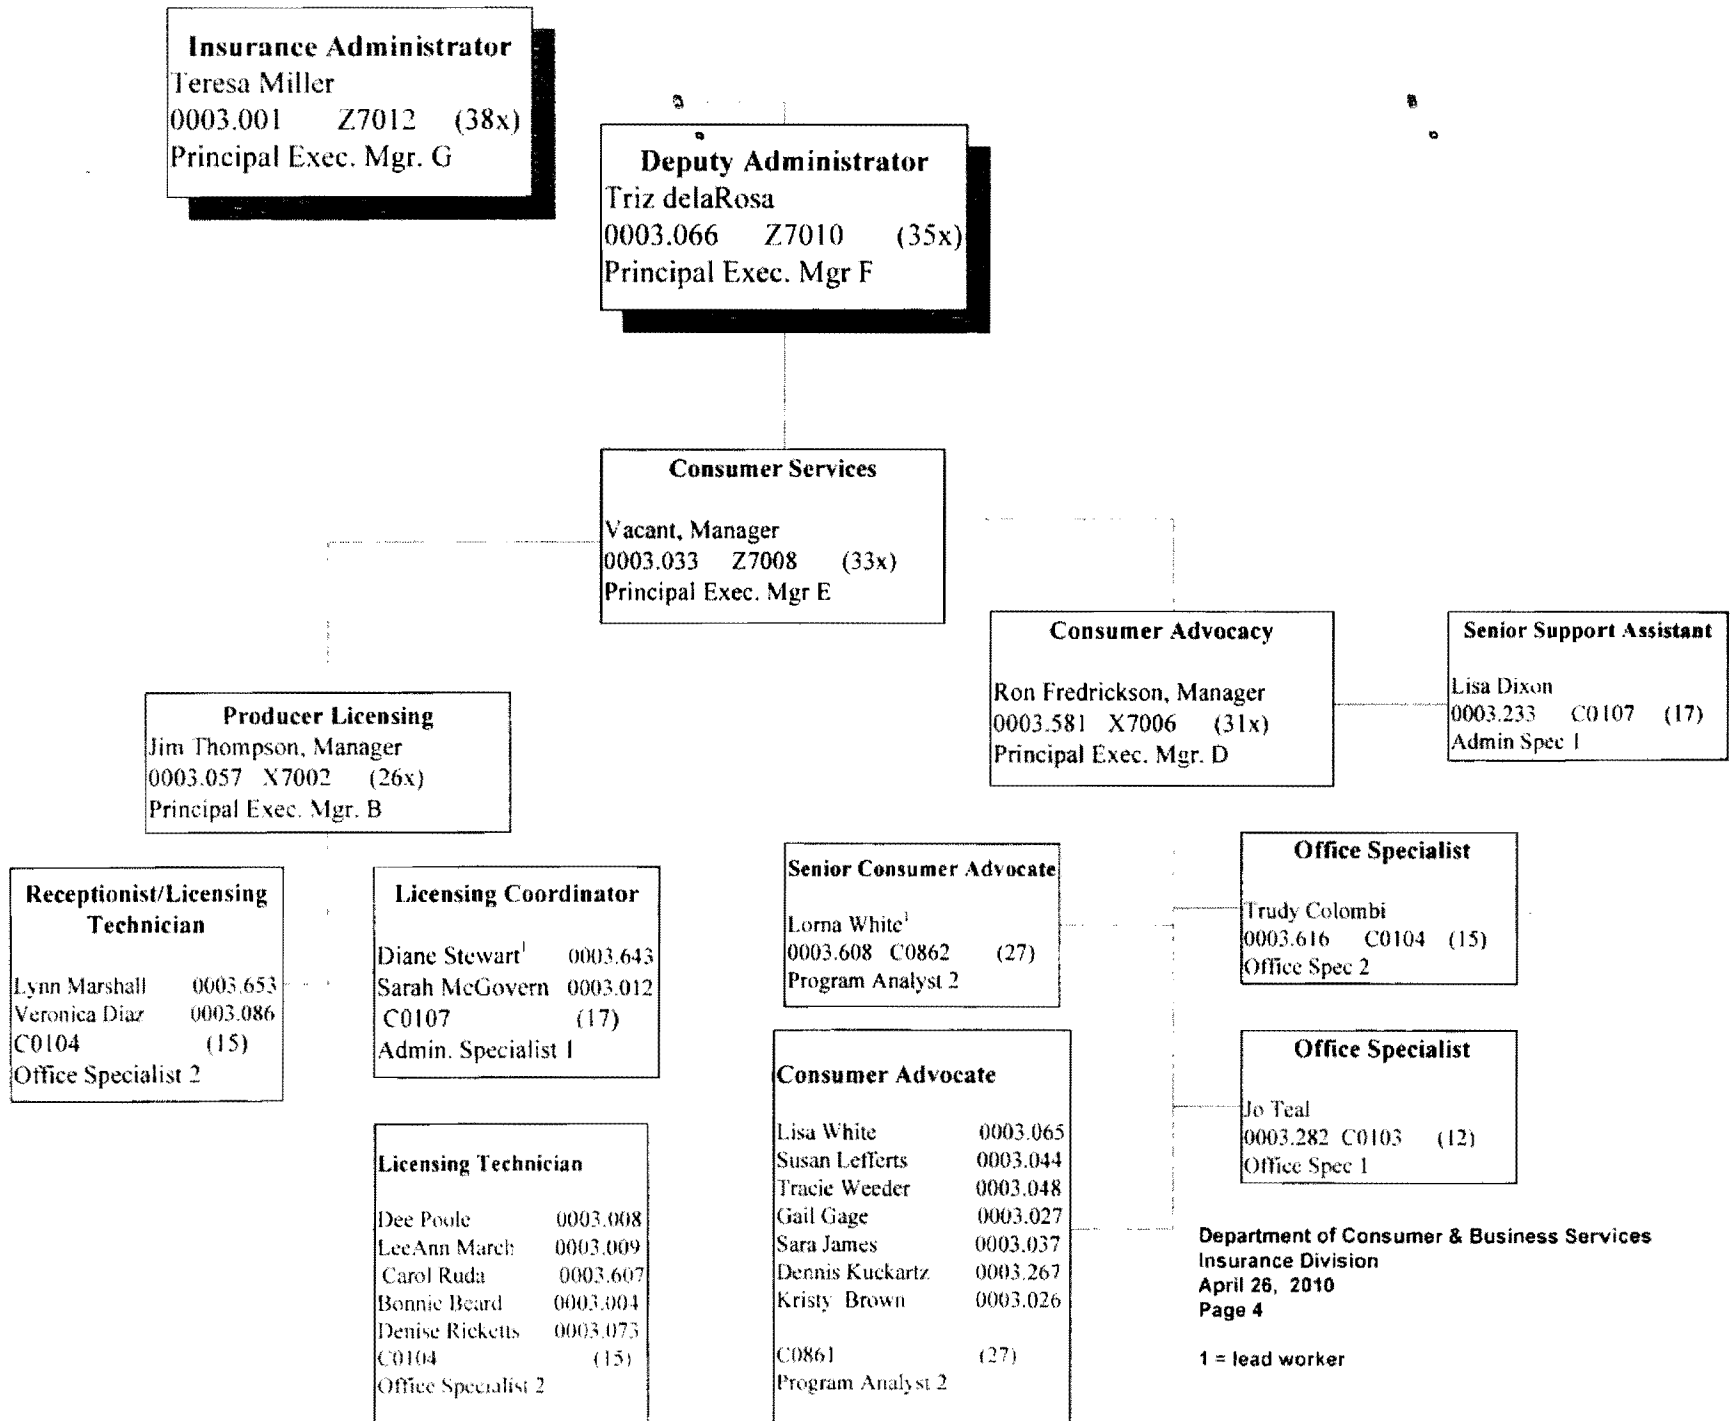 Insurance Administrator
Teresa Miller
0003.001 Z7012 (38x)
Principal Exec. Mgr. G
Deputy Administrator
Triz delaRosa
0003.066 Z7010 (35x)
Principal Exec. Mgr F
Consumer Services
Vacant, Manager
0003.033 Z7008 (33x)
Principal Exec. Mgr E
Consumer Advocacy
Ron Fredrickson, Manager
0003.581 X7006 (31x)
Principal Exec. Mgr. D
Senior Support Assistant
Lisa Dixon
0003.233 C0107 (17)
Admin Spec 1
Producer Licensing
Jim Thompson, Manager
0003.057 X7002 (26x)
Principal Exec. Mgr. B
Receptionist/Licensing
Technician
Lynn Marshall 0003.653
Veronica Diaz 0003.086
C0104 (15)
Office Specialist 2
Licensing Coordinator
Diane Stewart¹ 0003.643
Sarah McGovern 0003.012
C0107 (17)
Admin. Specialist 1
Licensing Technician
Dee Poole 0003.008
LeeAnn March 0003.009
Carol Ruda 0003.607
Bonnie Beard 0003.004
Denise Ricketts 0003.073
C0104 (15)
Office Specialist 2
Senior Consumer Advocate
Lorna White¹
0003.608 C0862 (27)
Program Analyst 2
Consumer Advocate
Lisa White 0003.065
Susan Lefferts 0003.044
Tracie Weeder 0003.048
Gail Gage 0003.027
Sara James 0003.037
Dennis Kuckartz 0003.267
Kristy Brown 0003.026
C0861 (27)
Program Analyst 2
Office Specialist
Trudy Colombi
0003.616 C0104 (15)
Office Spec 2
Office Specialist
Jo Teal
0003.282 C0103 (12)
Office Spec 1
Department of Consumer & Business Services
Insurance Division
April 26, 2010
Page 4
1 = lead worker